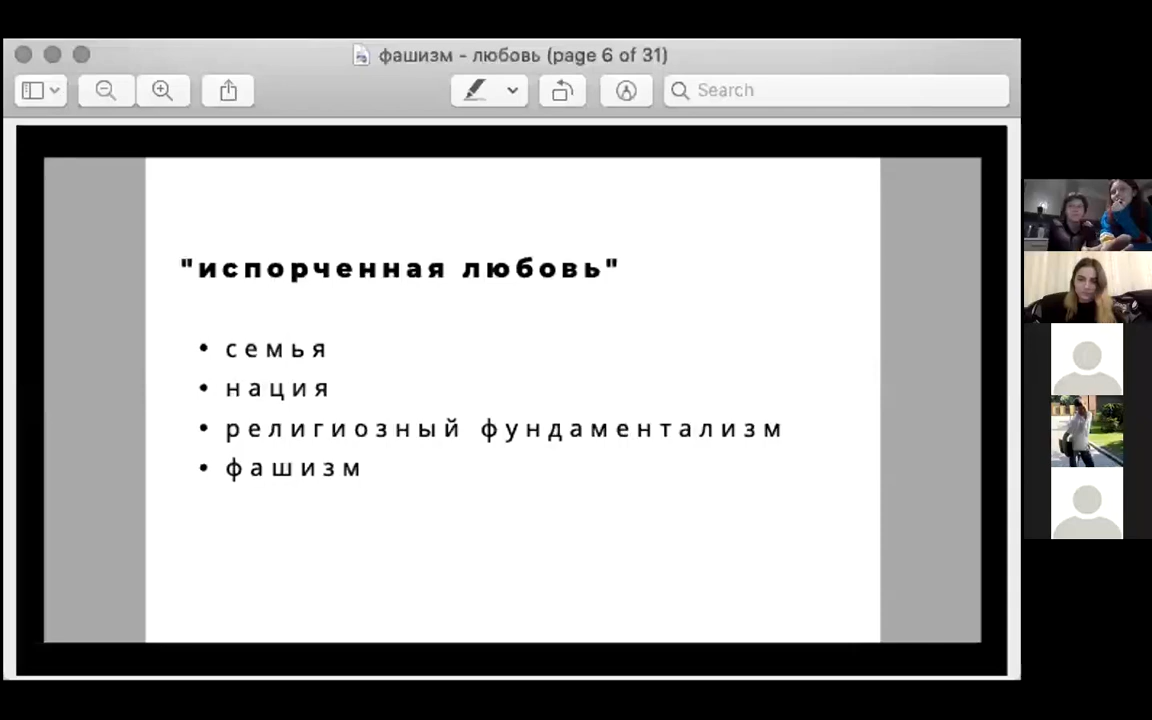 фашизм - любовь (page 6 of 31)
Search
"испорченная любовь"
• семья
• нация
• религиозный фундаментализм
• фашизм